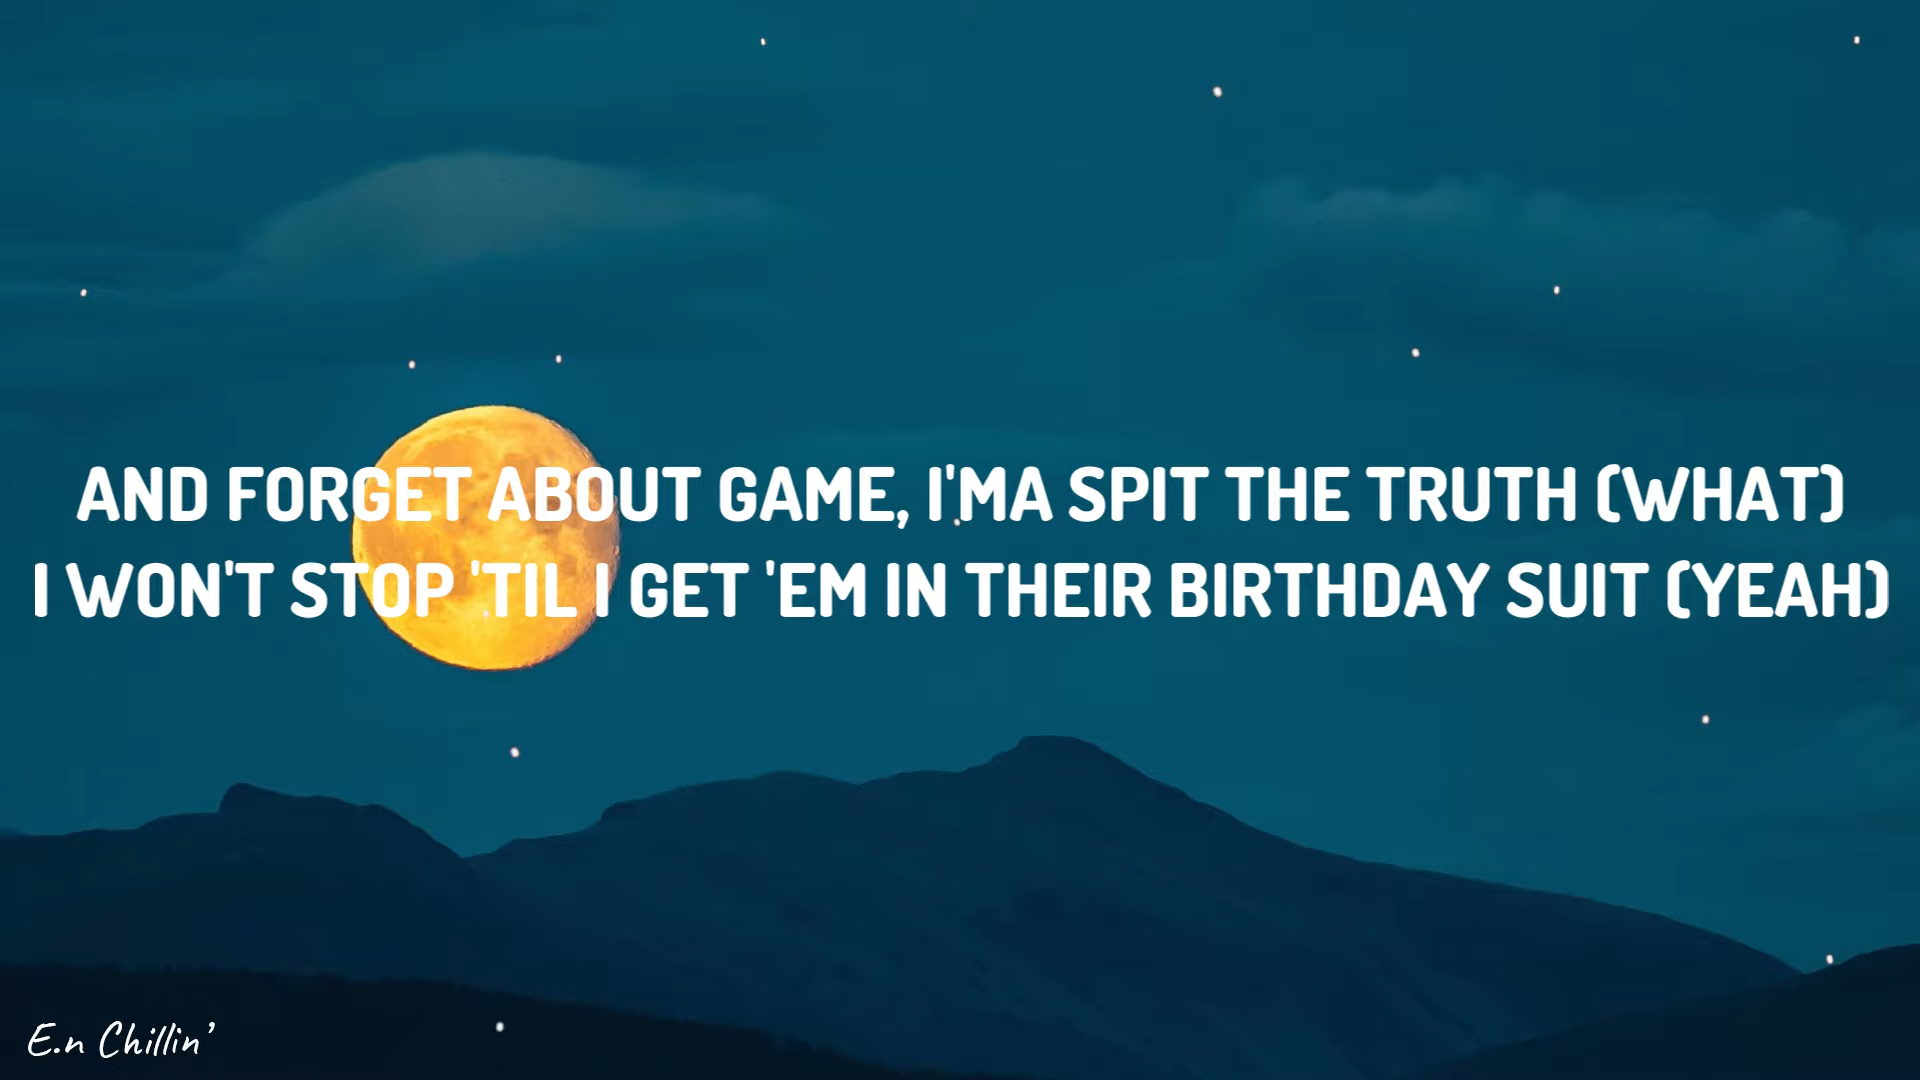 AND FORGET ABOUT GAME, I'MA SPIT THE TRUTH (WHAT)
I WON'T STOP 'TIL I GET 'EM IN THEIR BIRTHDAY SUIT (YEAH)
E.n Chillin’